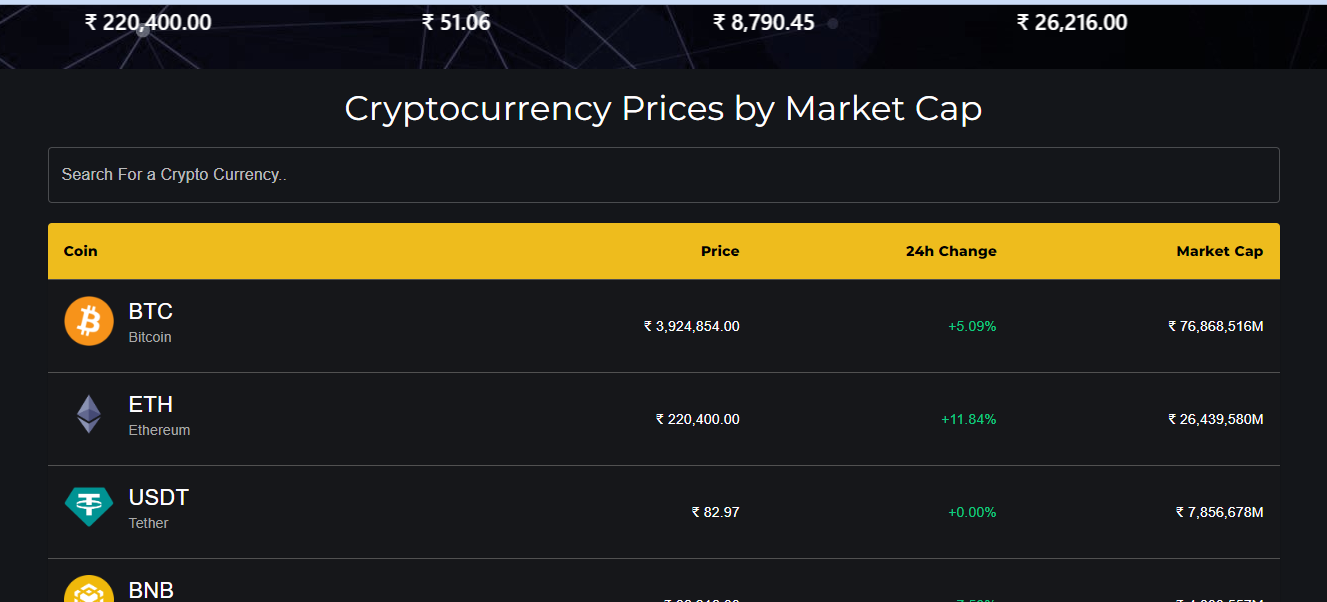 ₹ 220,400.00 ₹ 51.06 ₹ 8,790.45 ₹ 26,216.00
Cryptocurrency Prices by Market Cap
Search For a Crypto Currency..
Coin Price 24h Change Market Cap
BTC
Bitcoin
₹ 3,924,854.00 +5.09% ₹ 76,868,516M
ETH
Ethereum
₹ 220,400.00 +11.84% ₹ 26,439,580M
USDT
Tether
₹ 82.97 +0.00% ₹ 7,856,678M
BNB